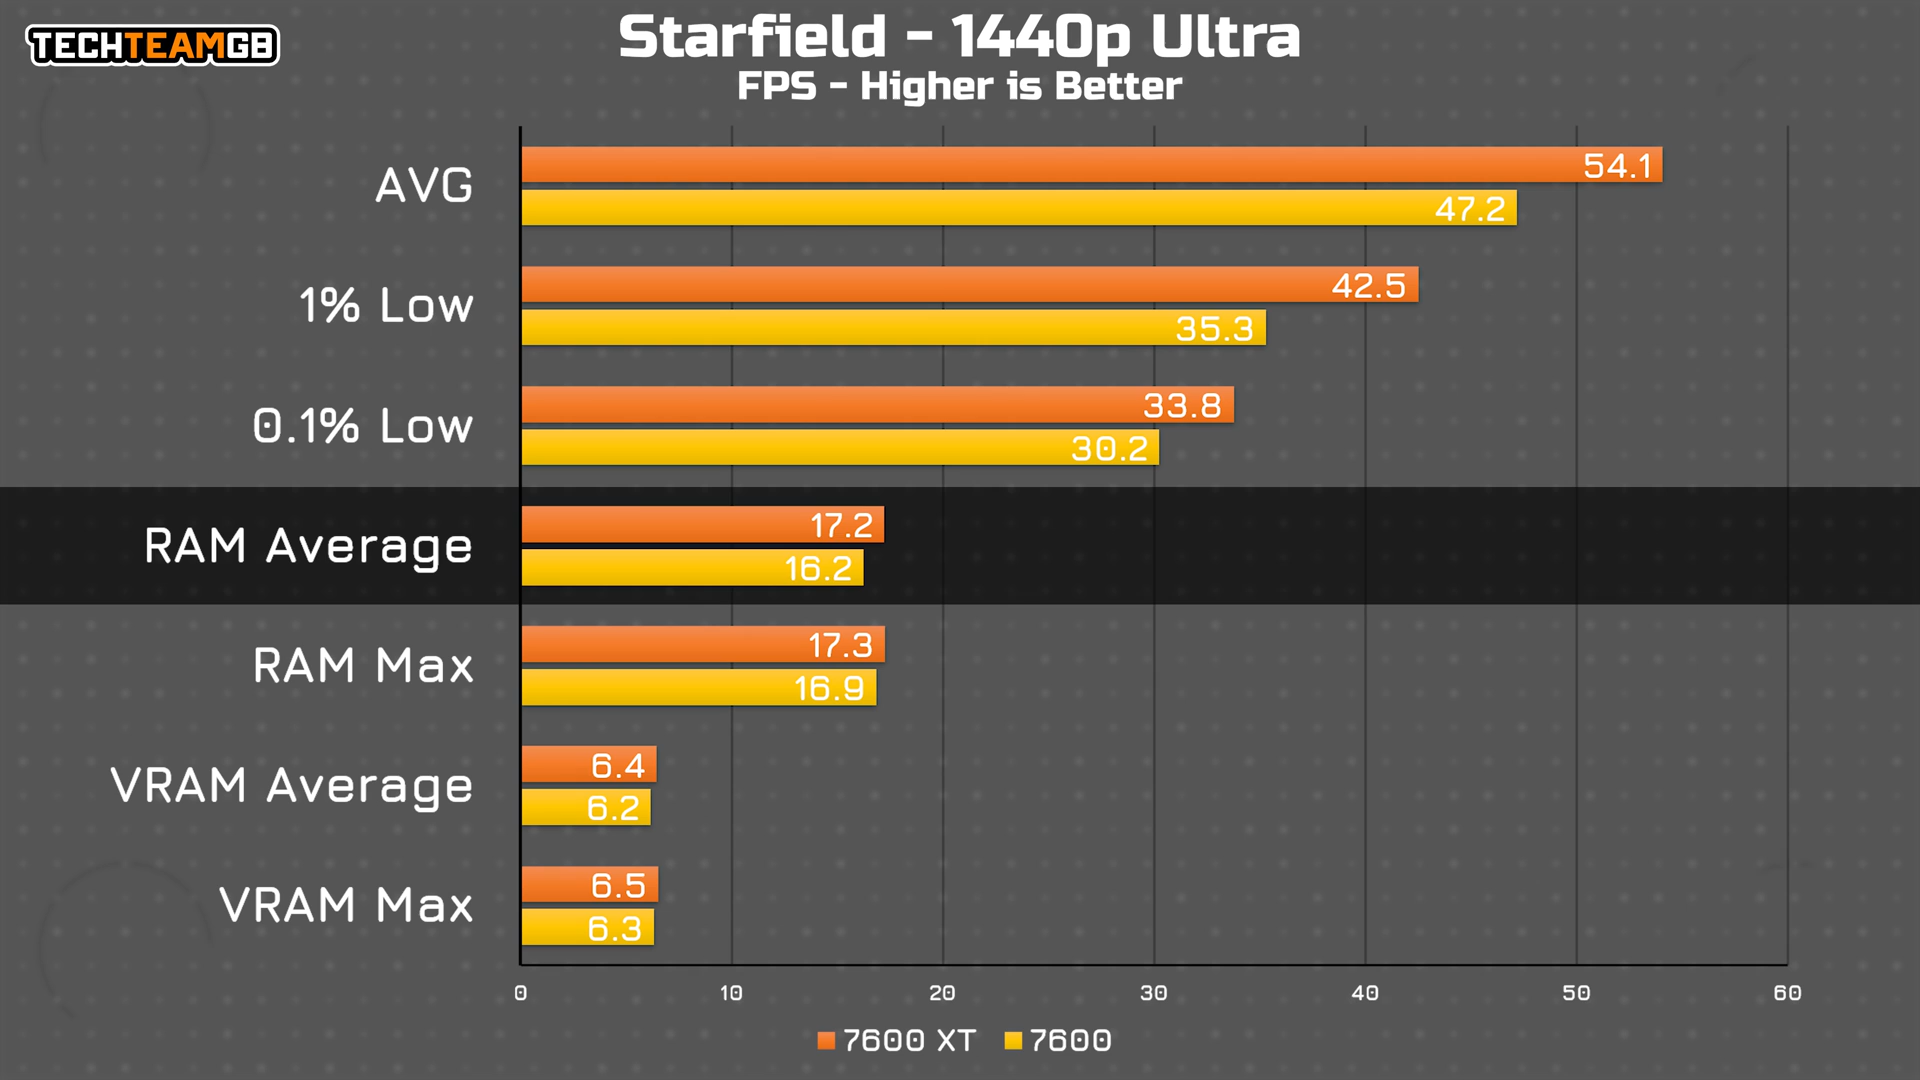 TECHTEAMGB
Starfield - 1440p Ultra
FPS - Higher is Better
AVG
54.1
47.2
1% Low
42.5
35.3
0.1% Low
33.8
30.2
RAM Average
17.2
16.2
RAM Max
17.3
16.9
VRAM Average
6.4
6.2
VRAM Max
6.5
6.3
0 10 20 30 40 50 60
7600 XT 7600